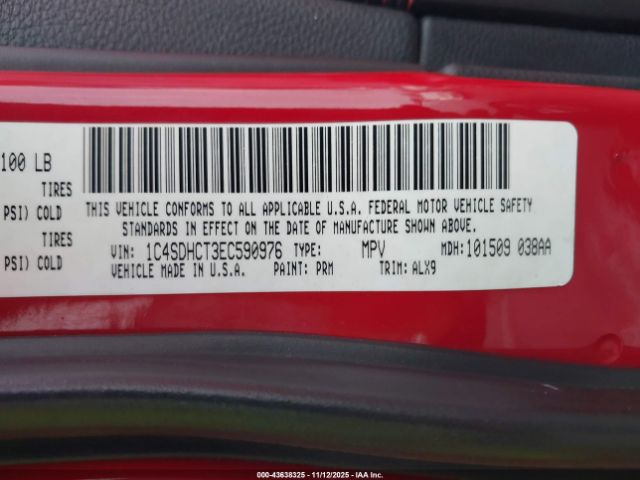 100 LB
TIRES
PSI) COLD
TIRES
PSI) COLD
THIS VEHICLE CONFORMS TO ALL APPLICABLE U.S.A. FEDERAL MOTOR VEHICLE SAFETY
STANDARDS IN EFFECT ON THE DATE OF MANUFACTURE SHOWN ABOVE.
VIN: 1C4SDHCT3EC590976 TYPE: MPV MDH: 101509 038AA
VEHICLE MADE IN U.S.A. PAINT: PRM TRIM: ALX9
000-43638325 - 11/12/2025 - IAA Inc.